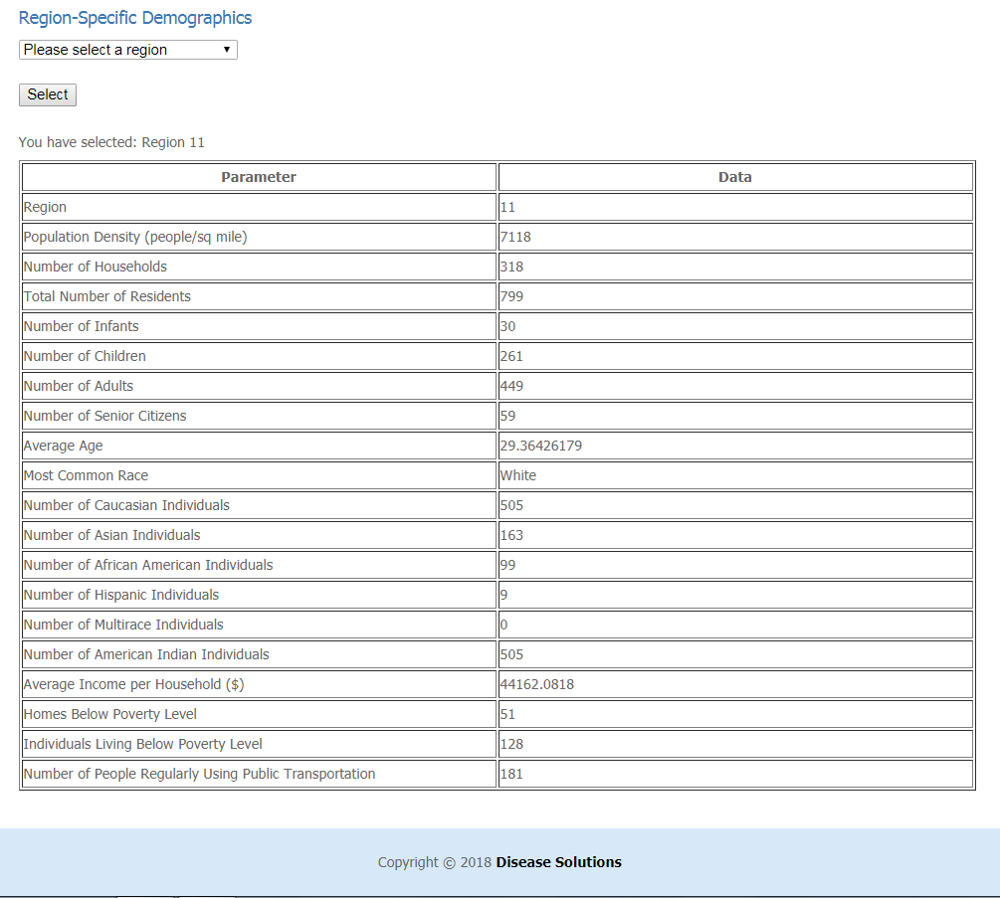 Region-Specific Demographics
Please select a region
Select
You have selected: Region 11
Parameter Data
Region 11
Population Density (people/sq mile) 7118
Number of Households 318
Total Number of Residents 799
Number of Infants 30
Number of Children 261
Number of Adults 449
Number of Senior Citizens 59
Average Age 29.36426179
Most Common Race White
Number of Caucasian Individuals 505
Number of Asian Individuals 163
Number of African American Individuals 99
Number of Hispanic Individuals 9
Number of Multirace Individuals 0
Number of American Indian Individuals 505
Average Income per Household ($) 44162.0818
Homes Below Poverty Level 51
Individuals Living Below Poverty Level 128
Number of People Regularly Using Public Transportation 181
Copyright © 2018 Disease Solutions